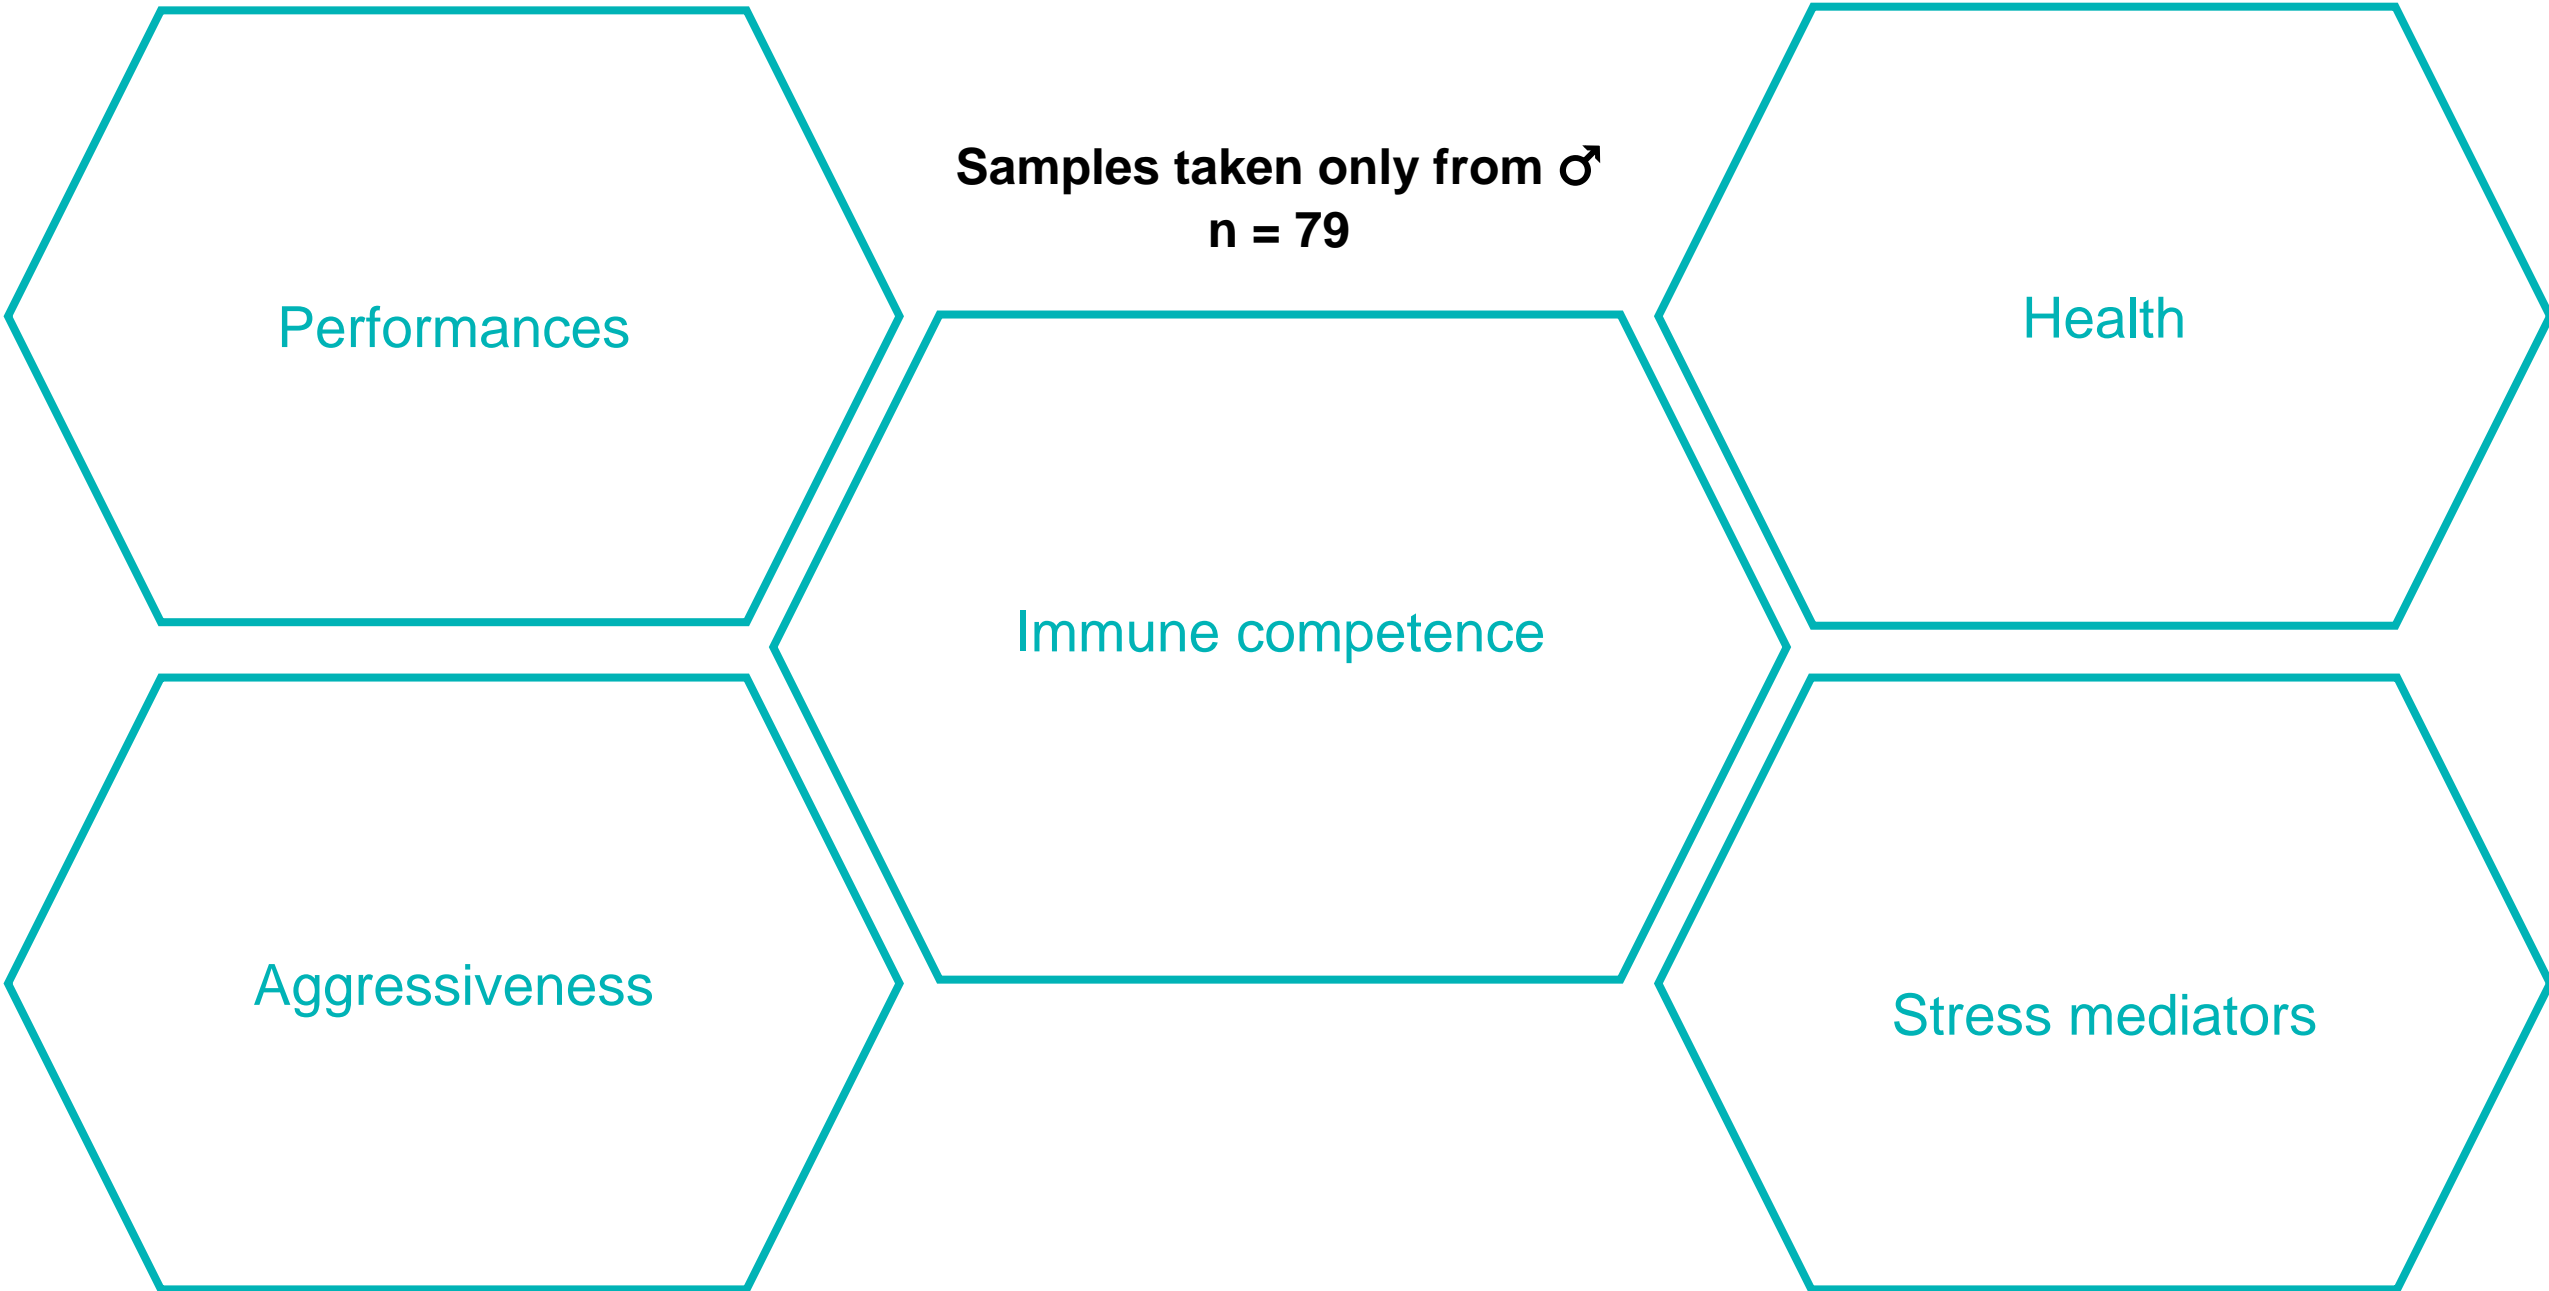 Samples taken only from ♂
n = 79
Performances
Health
Immune competence
Aggressiveness
Stress mediators